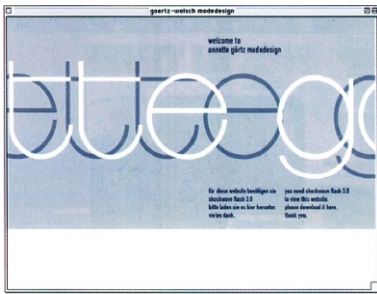 goertz-welsch modedesign
welcome to
annette görtz modedesign
ttego
ettego
für diese website benötigen sie
shockwave flash 3.0
bitte laden sie es hier herunter.
vielen dank.
you need shockwave flash 3.0
to view this website.
please download it here.
thank you.